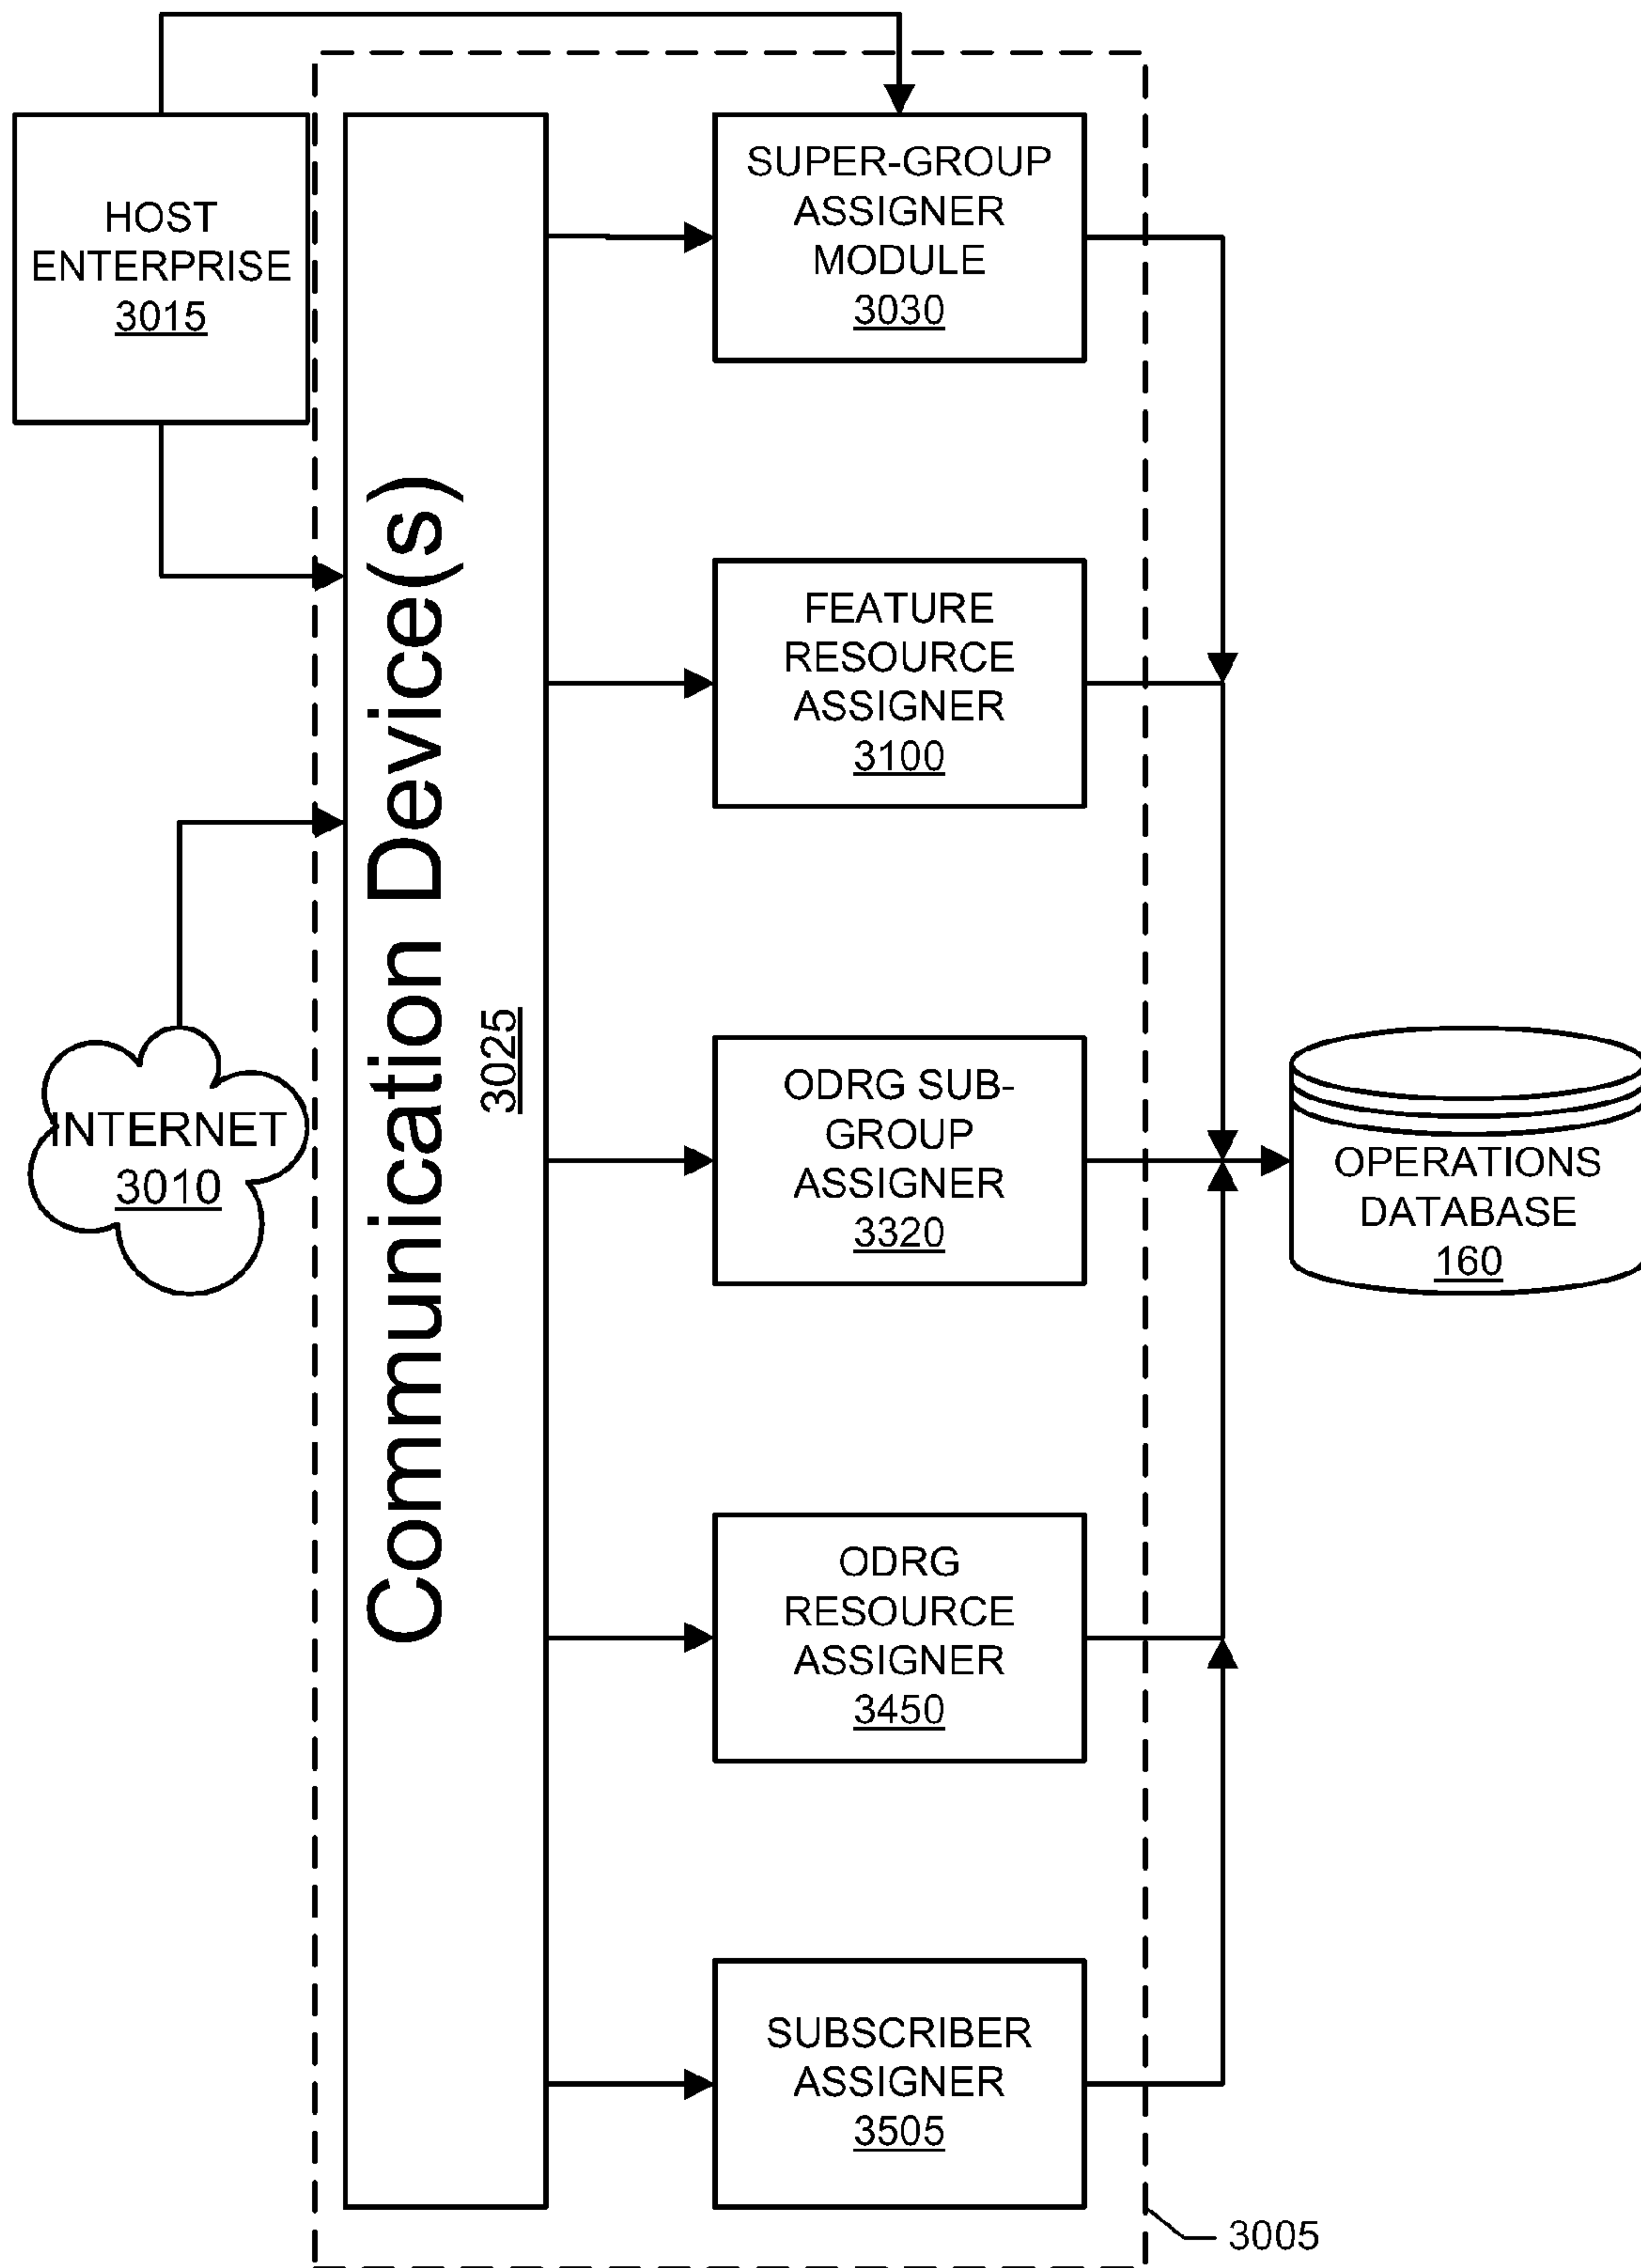 HOST
ENTERPRISE
3015
SUPER-GROUP
ASSIGNER
MODULE
3030
Communication Device(s)
3025
FEATURE
RESOURCE
ASSIGNER
3100
INTERNET
3010
ODRG SUB-
GROUP
ASSIGNER
3320
OPERATIONS
DATABASE
160
ODRG
RESOURCE
ASSIGNER
3450
SUBSCRIBER
ASSIGNER
3505
3005